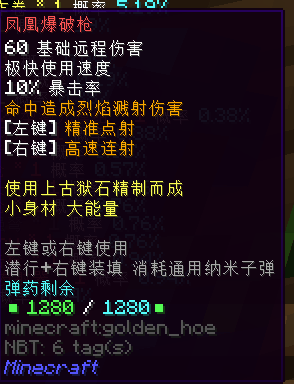 凤凰爆破枪
60 基础远程伤害
极快使用速度
10% 暴击率
命中造成烈焰溅射伤害
[左键] 精准点射
[右键] 高速连射
使用上古狱石精制而成
小身材 大能量
左键或右键使用
潜行+右键装填 消耗通用纳米子弹
弹药剩余
▪ 1280 / 1280 ▪
minecraft:golden_hoe
NBT: 6 tag(s)
Minecraft